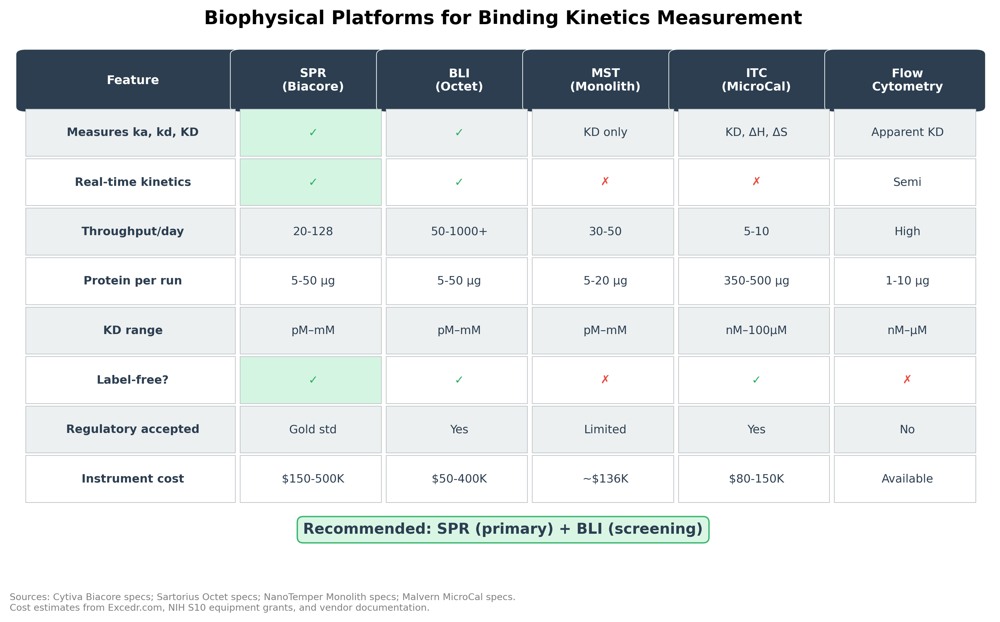 Biophysical Platforms for Binding Kinetics Measurement
Feature
SPR
(Biacore)
BLI
(Octet)
MST
(Monolith)
ITC
(MicroCal)
Flow
Cytometry
Measures ka, kd, KD
✓
✓
KD only
KD, ΔH, ΔS
Apparent KD
Real-time kinetics
✓
✓
✗
✗
Semi
Throughput/day
20-128
50-1000+
30-50
5-10
High
Protein per run
5-50 μg
5-50 μg
5-20 μg
350-500 μg
1-10 μg
KD range
pM–mM
pM–mM
pM–mM
nM–100μM
nM–μM
Label-free?
✓
✓
✗
✓
✗
Regulatory accepted
Gold std
Yes
Limited
Yes
No
Instrument cost
$150-500K
$50-400K
~$136K
$80-150K
Available
Recommended: SPR (primary) + BLI (screening)
Sources: Cytiva Biacore specs; Sartorius Octet specs; NanoTemper Monolith specs; Malvern MicroCal specs.
Cost estimates from Excedr.com, NIH S10 equipment grants, and vendor documentation.